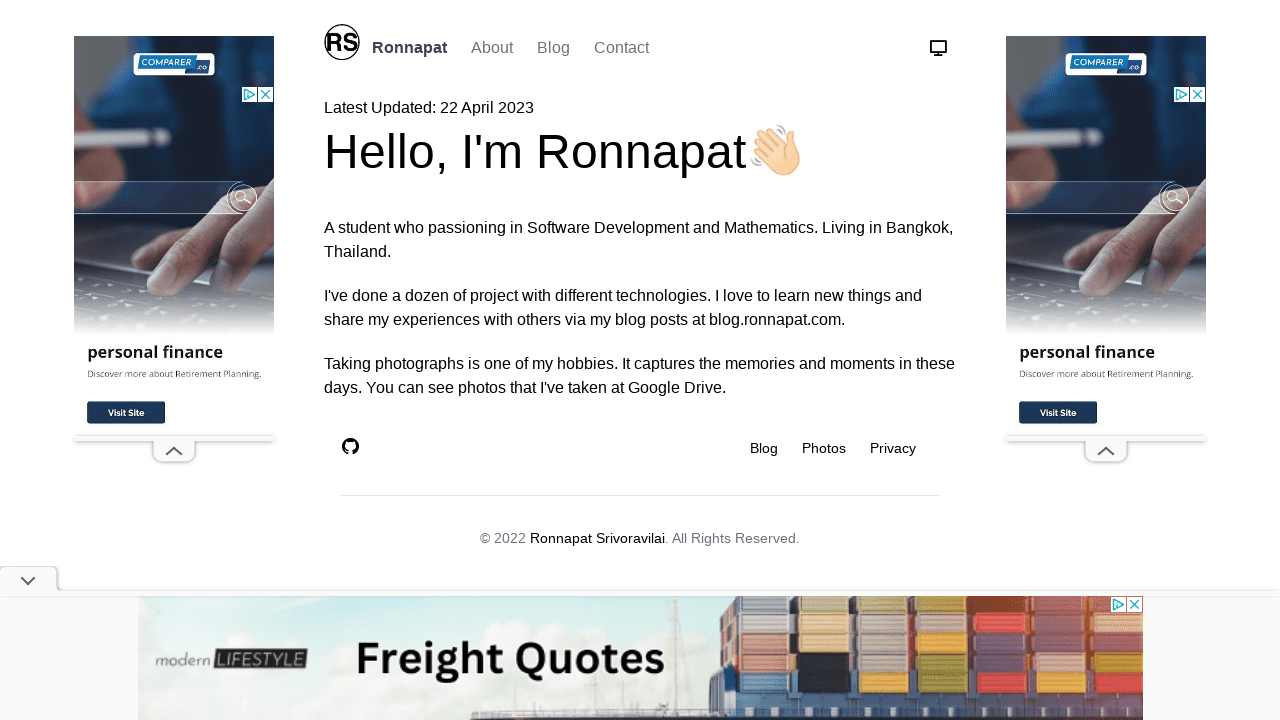 RS
Ronnapat About Blog Contact
COMPARER
.co
Latest Updated: 22 April 2023
Hello, I'm Ronnapat👋🏼
A student who passioning in Software Development and Mathematics. Living in Bangkok,
Thailand.
I've done a dozen of project with different technologies. I love to learn new things and
share my experiences with others via my blog posts at blog.ronnapat.com.
Taking photographs is one of my hobbies. It captures the memories and moments in these
days. You can see photos that I've taken at Google Drive.
personal finance
Discover more about Retirement Planning.
Visit Site
COMPARER
.co
personal finance
Discover more about Retirement Planning.
Visit Site
Blog Photos Privacy
© 2022 Ronnapat Srivoravilai. All Rights Reserved.
modern LIFESTYLE
Freight Quotes